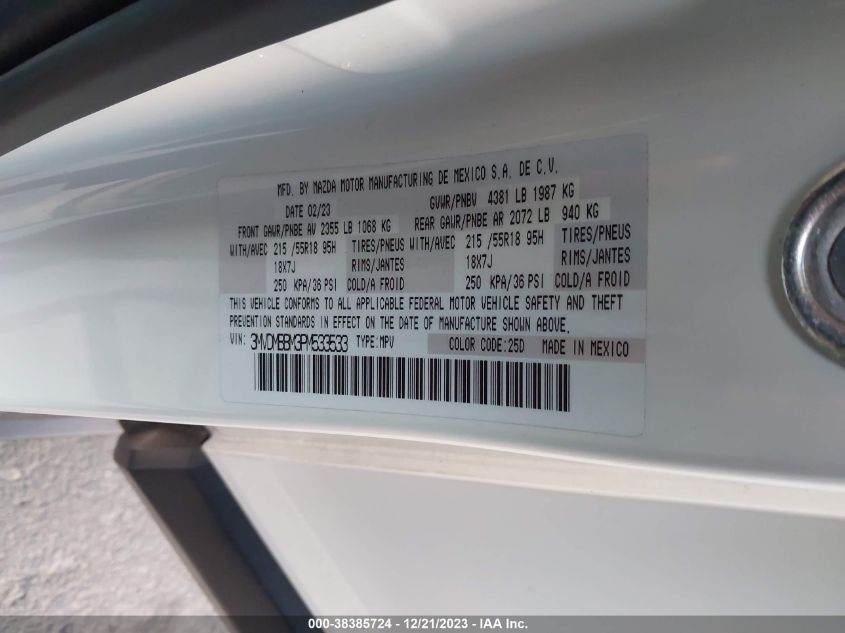 MFD. BY MAZDA MOTOR MANUFACTURING DE MEXICO S.A. DE C.V.
DATE 02/23 GVWR/PNBV 4381 LB 1987 KG
FRONT GAWR/PNBE AV 2355 LB 1068 KG REAR GAWR/PNBE AR 2072 LB 940 KG
WITH/AVEC 215 /55R18 95H TIRES/PNEUS WITH/AVEC 215 /55R18 95H TIRES/PNEUS
18X7J RIMS/JANTES 18X7J RIMS/JANTES
250 KPA/36 PSI COLD/A FROID 250 KPA/36 PSI COLD/A FROID
THIS VEHICLE CONFORMS TO ALL APPLICABLE FEDERAL MOTOR VEHICLE SAFETY AND THEFT
PREVENTION STANDARDS IN EFFECT ON THE DATE OF MANUFACTURE SHOWN ABOVE.
VIN: 3MVDMBBM3PM533533 TYPE:MPV COLOR CODE:25D MADE IN MEXICO
000-38385724 - 12/21/2023 - IAA Inc.